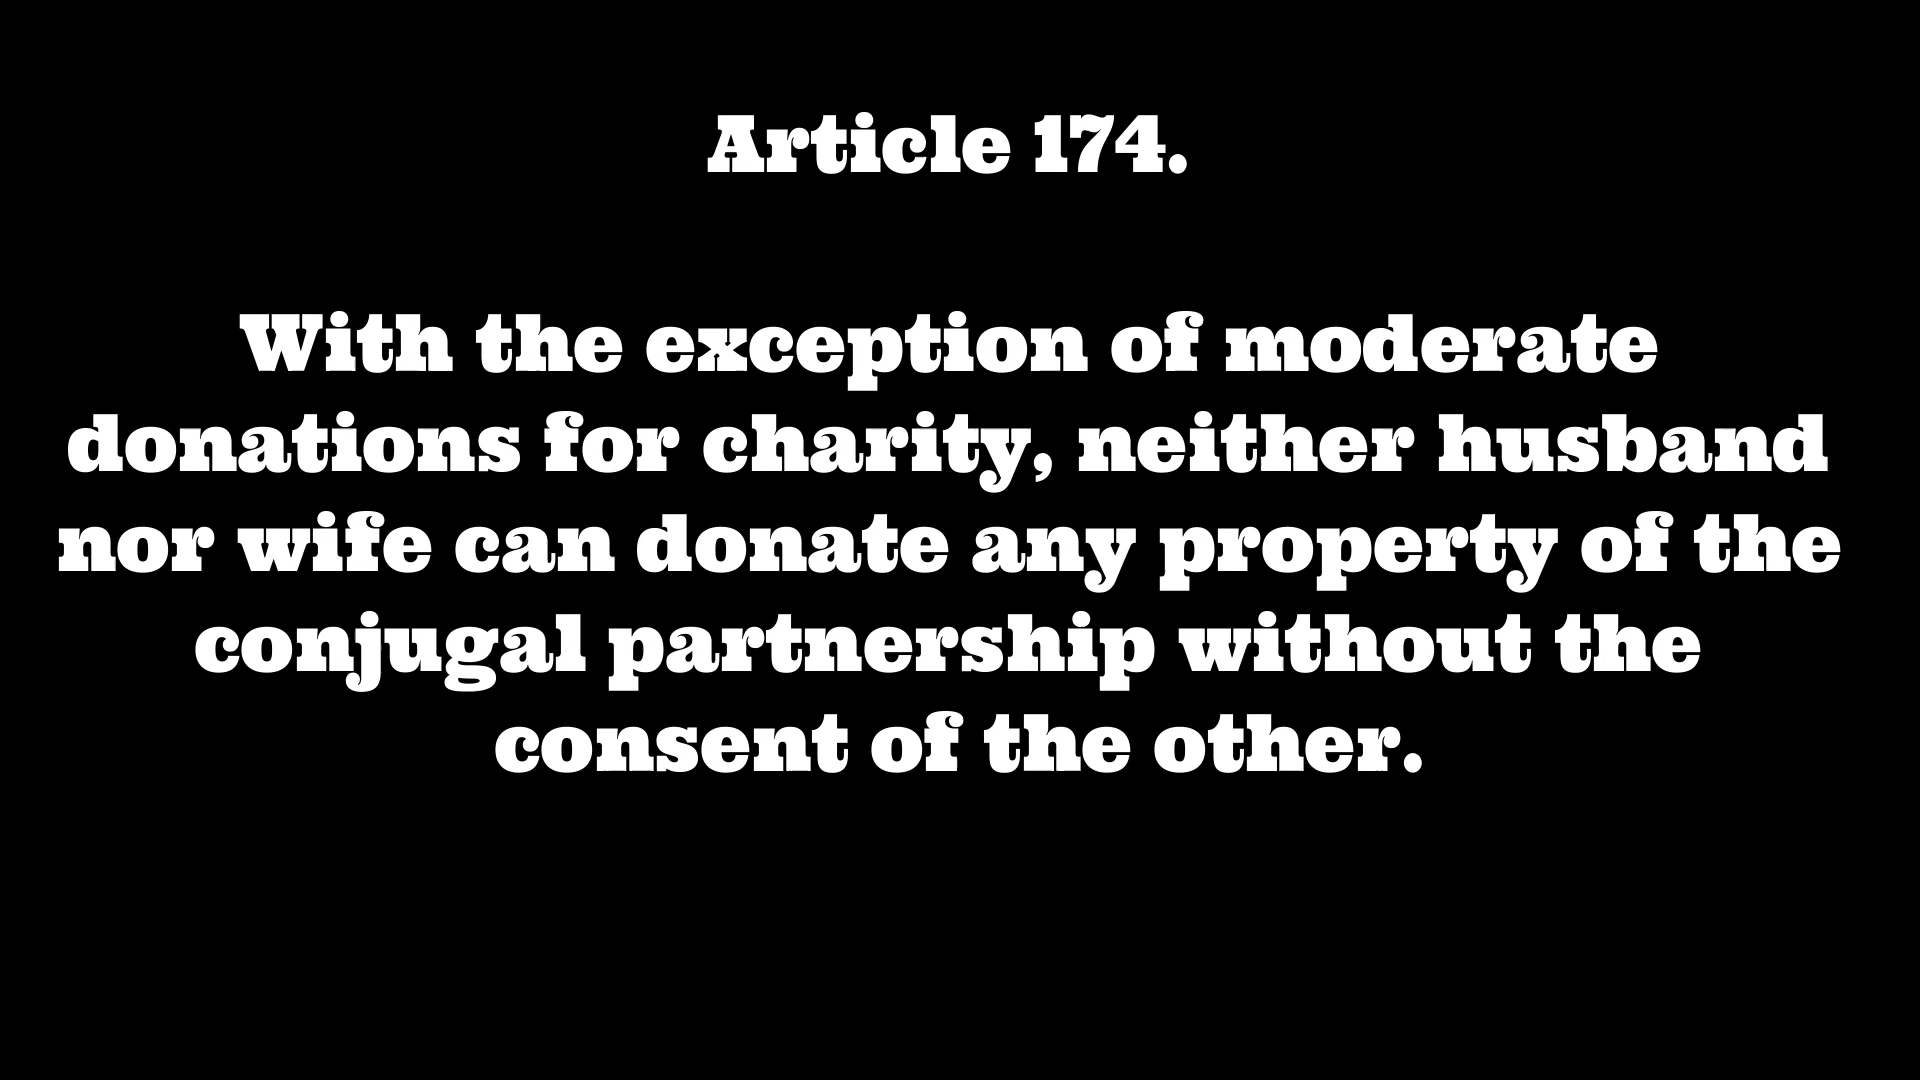 Article 174.
With the exception of moderate
donations for charity, neither husband
nor wife can donate any property of the
conjugal partnership without the
consent of the other.